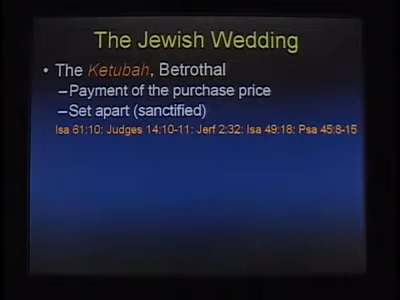 The Jewish Wedding
• The Ketubah, Betrothal
–Payment of the purchase price
–Set apart (sanctified)
Isa 61:10; Judges 14:10-11; Jerf 2:32; Isa 49:18; Psa 45:8-15